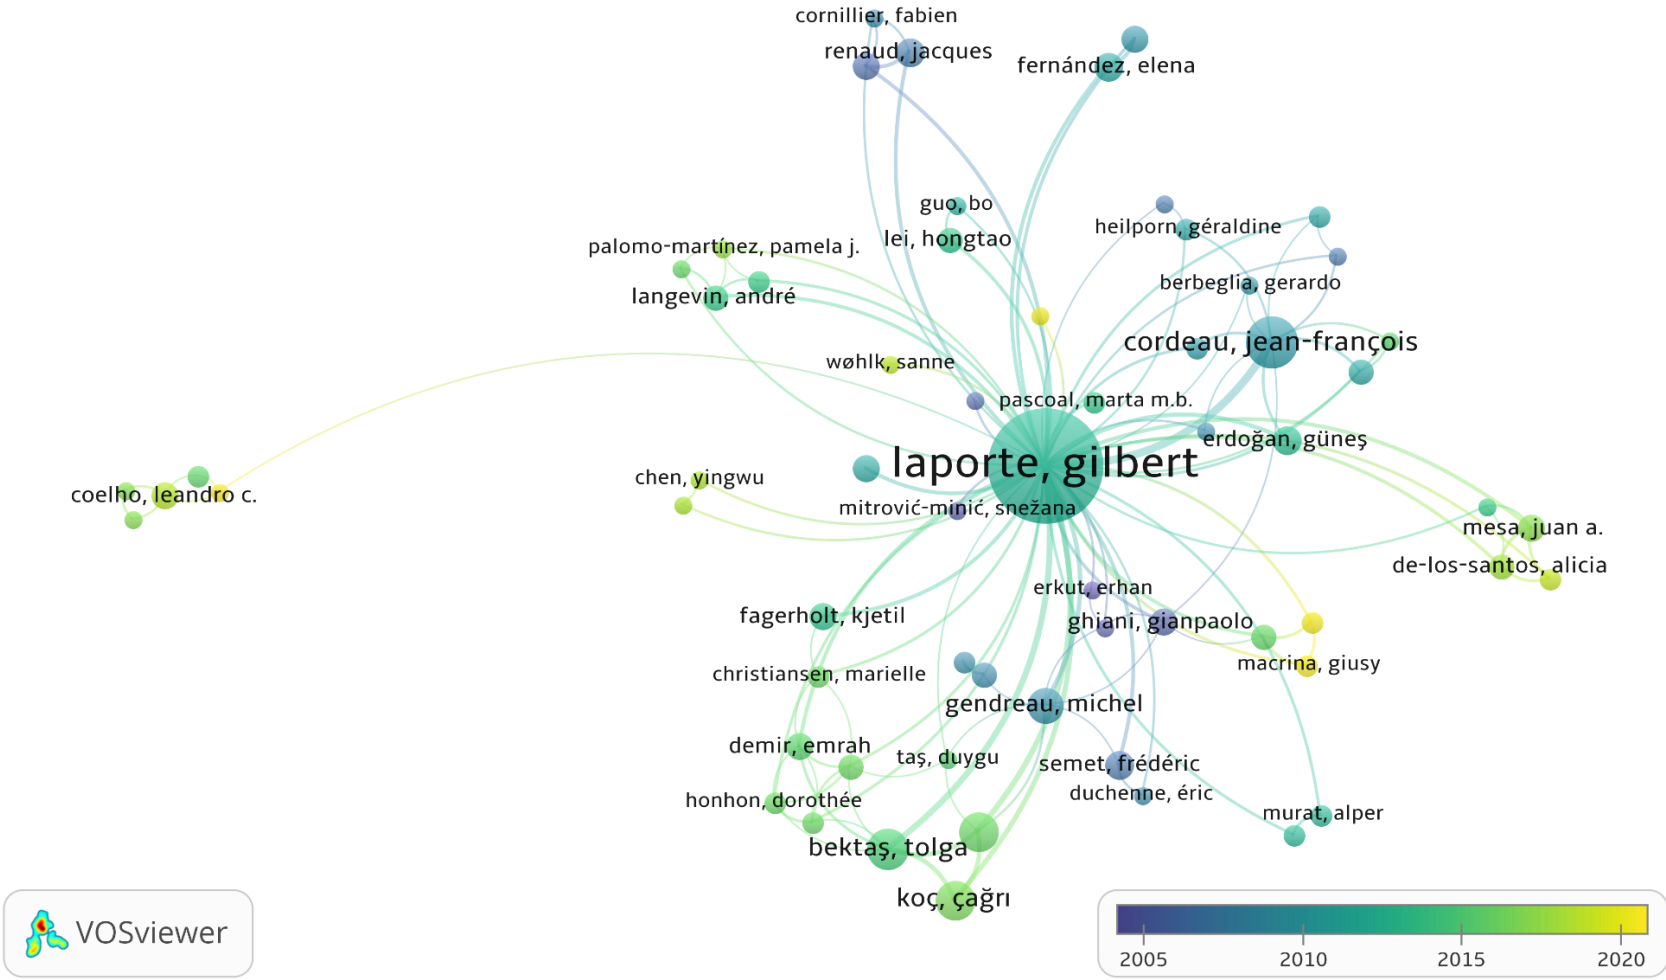 cornillier, fabien
renaud, jacques
fernández, elena
guo, bo
heilporn, géraldine
lei, hongtao
palomo-martínez, pamela j.
berbeglia, gerardo
langevin, andré
cordeau, jean-françois
wøhlk, sanne
pascoal, marta m.b.
erdoğan, güneş
laporte, gilbert
chen, yingwu
coelho, leandro c.
mitrović-minić, snežana
mesa, juan a.
de-los-santos, alicia
erkut, erhan
fagerholt, kjetil
ghiani, gianpaolo
macrina, giusy
christiansen, marielle
gendreau, michel
demir, emrah
taş, duygu
semet, frédéric
duchenne, éric
honhon, dorothée
murat, alper
bektaş, tolga
koç, çağrı
VOSviewer
2005 2010 2015 2020